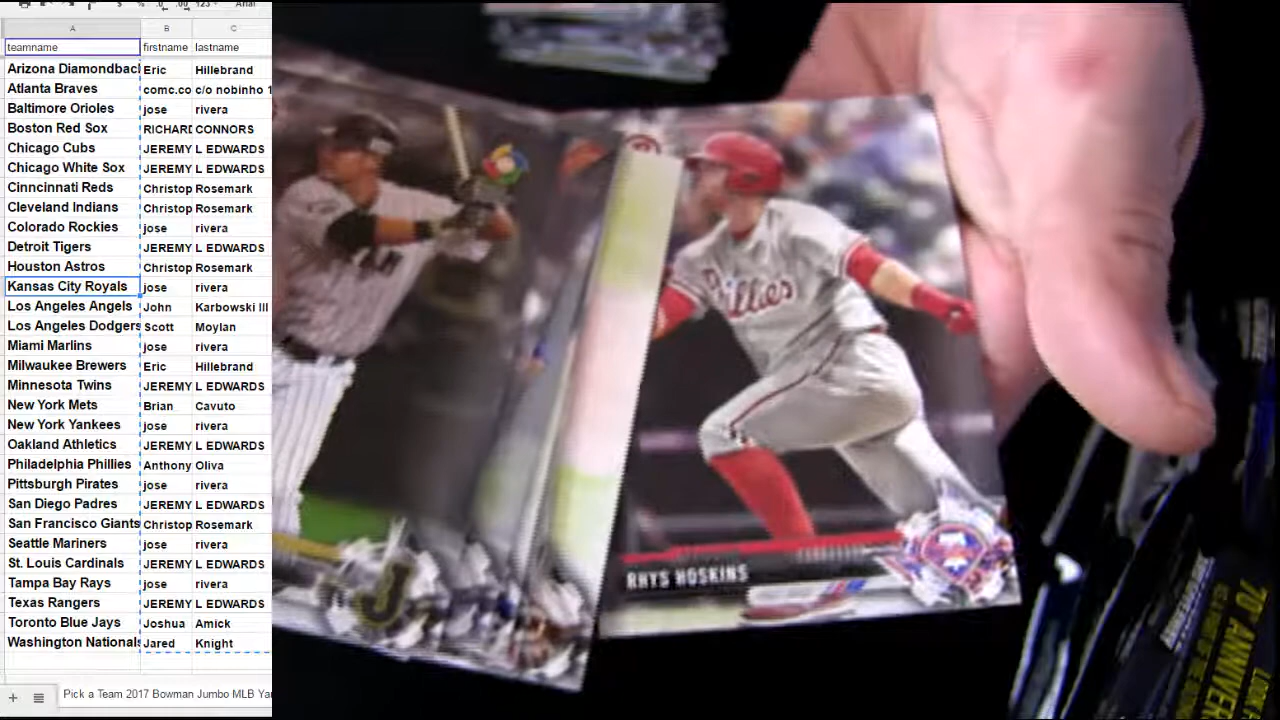 A B C
teamname firstname lastname
Arizona Diamondbac Eric Hillebrand
Atlanta Braves comc.co c/o nobinho 1
Baltimore Orioles jose rivera
Boston Red Sox RICHARD CONNORS
Chicago Cubs JEREMY L EDWARDS
Chicago White Sox JEREMY L EDWARDS
Cinncinnati Reds Christop Rosemark
Cleveland Indians Christop Rosemark
Colorado Rockies jose rivera
Detroit Tigers JEREMY L EDWARDS
Houston Astros Christop Rosemark
Kansas City Royals jose rivera
Los Angeles Angels John Karbowski III
Los Angeles Dodgers Scott Moylan
Miami Marlins jose rivera
Milwaukee Brewers Eric Hillebrand
Minnesota Twins JEREMY L EDWARDS
New York Mets Brian Cavuto
New York Yankees jose rivera
Oakland Athletics JEREMY L EDWARDS
Philadelphia Phillies Anthony Oliva
Pittsburgh Pirates jose rivera
San Diego Padres JEREMY L EDWARDS
San Francisco Giants Christop Rosemark
Seattle Mariners jose rivera
St. Louis Cardinals JEREMY L EDWARDS
Tampa Bay Rays jose rivera
Texas Rangers JEREMY L EDWARDS
Toronto Blue Jays Joshua Amick
Washington Nationals Jared Knight
Pick a Team 2017 Bowman Jumbo MLB Ya
Phillies
RHYS HOSKINS
70 ANNIVER